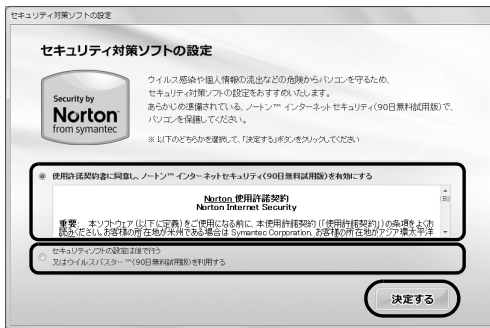 セキュリティ対策ソフトの設定
セキュリティ対策ソフトの設定
Security by
Norton
from symantec
ウイルス感染や個人情報の流出などの危険からパソコンを守るため、
セキュリティ対策ソフトの設定をおすすめいたします。
あらかじめ準備されている、ノートン™ インターネットセキュリティ(90日無料試用版)で、
パソコンを保護してください。
※ 以下のどちらかを選択して、「決定する」ボタンをクリックしてください
使用許諾契約書に同意し、ノートン™ インターネットセキュリティ(90日無料試用版)を有効にする
Norton 使用許諾契約
Norton Internet Security
重要: 本ソフトウェア(以下に定義)をご使用になる前に、本使用許諾契約(「使用許諾契約」)の条項をよくお
読みください。お客様の所在地が米州である場合は Symantec Corporation、お客様の所在地がアジア環太平洋
セキュリティソフトの設定は後で行う
又はウイルスバスター™(90日無料試用版)を利用する
決定する